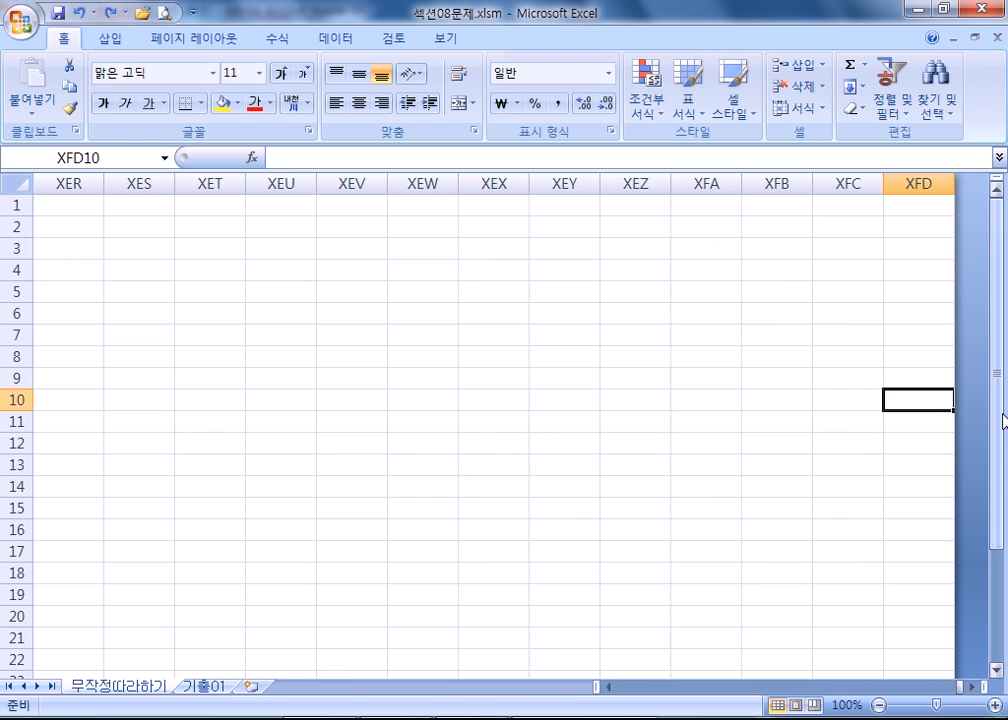 섹션08문제.xlsm - Microsoft Excel
홈 삽입 페이지 레이아웃 수식 데이터 검토 보기
붙여넣기 맑은 고딕 11 가 가 일반 조건부 서식 표 서식 셀 스타일 삽입 Σ 정렬 및 필터 찾기 및 선택
삭제
가 가 가 가 내천 ₩ % , 서식
클립보드 글꼴 맞춤 표시 형식 스타일 셀 편집
XFD10 fx
XER XES XET XEU XEV XEW XEX XEY XEZ XFA XFB XFC XFD
1
2
3
4
5
6
7
8
9
10
11
12
13
14
15
16
17
18
19
20
21
22
무작정따라하기 기출01
준비 100%